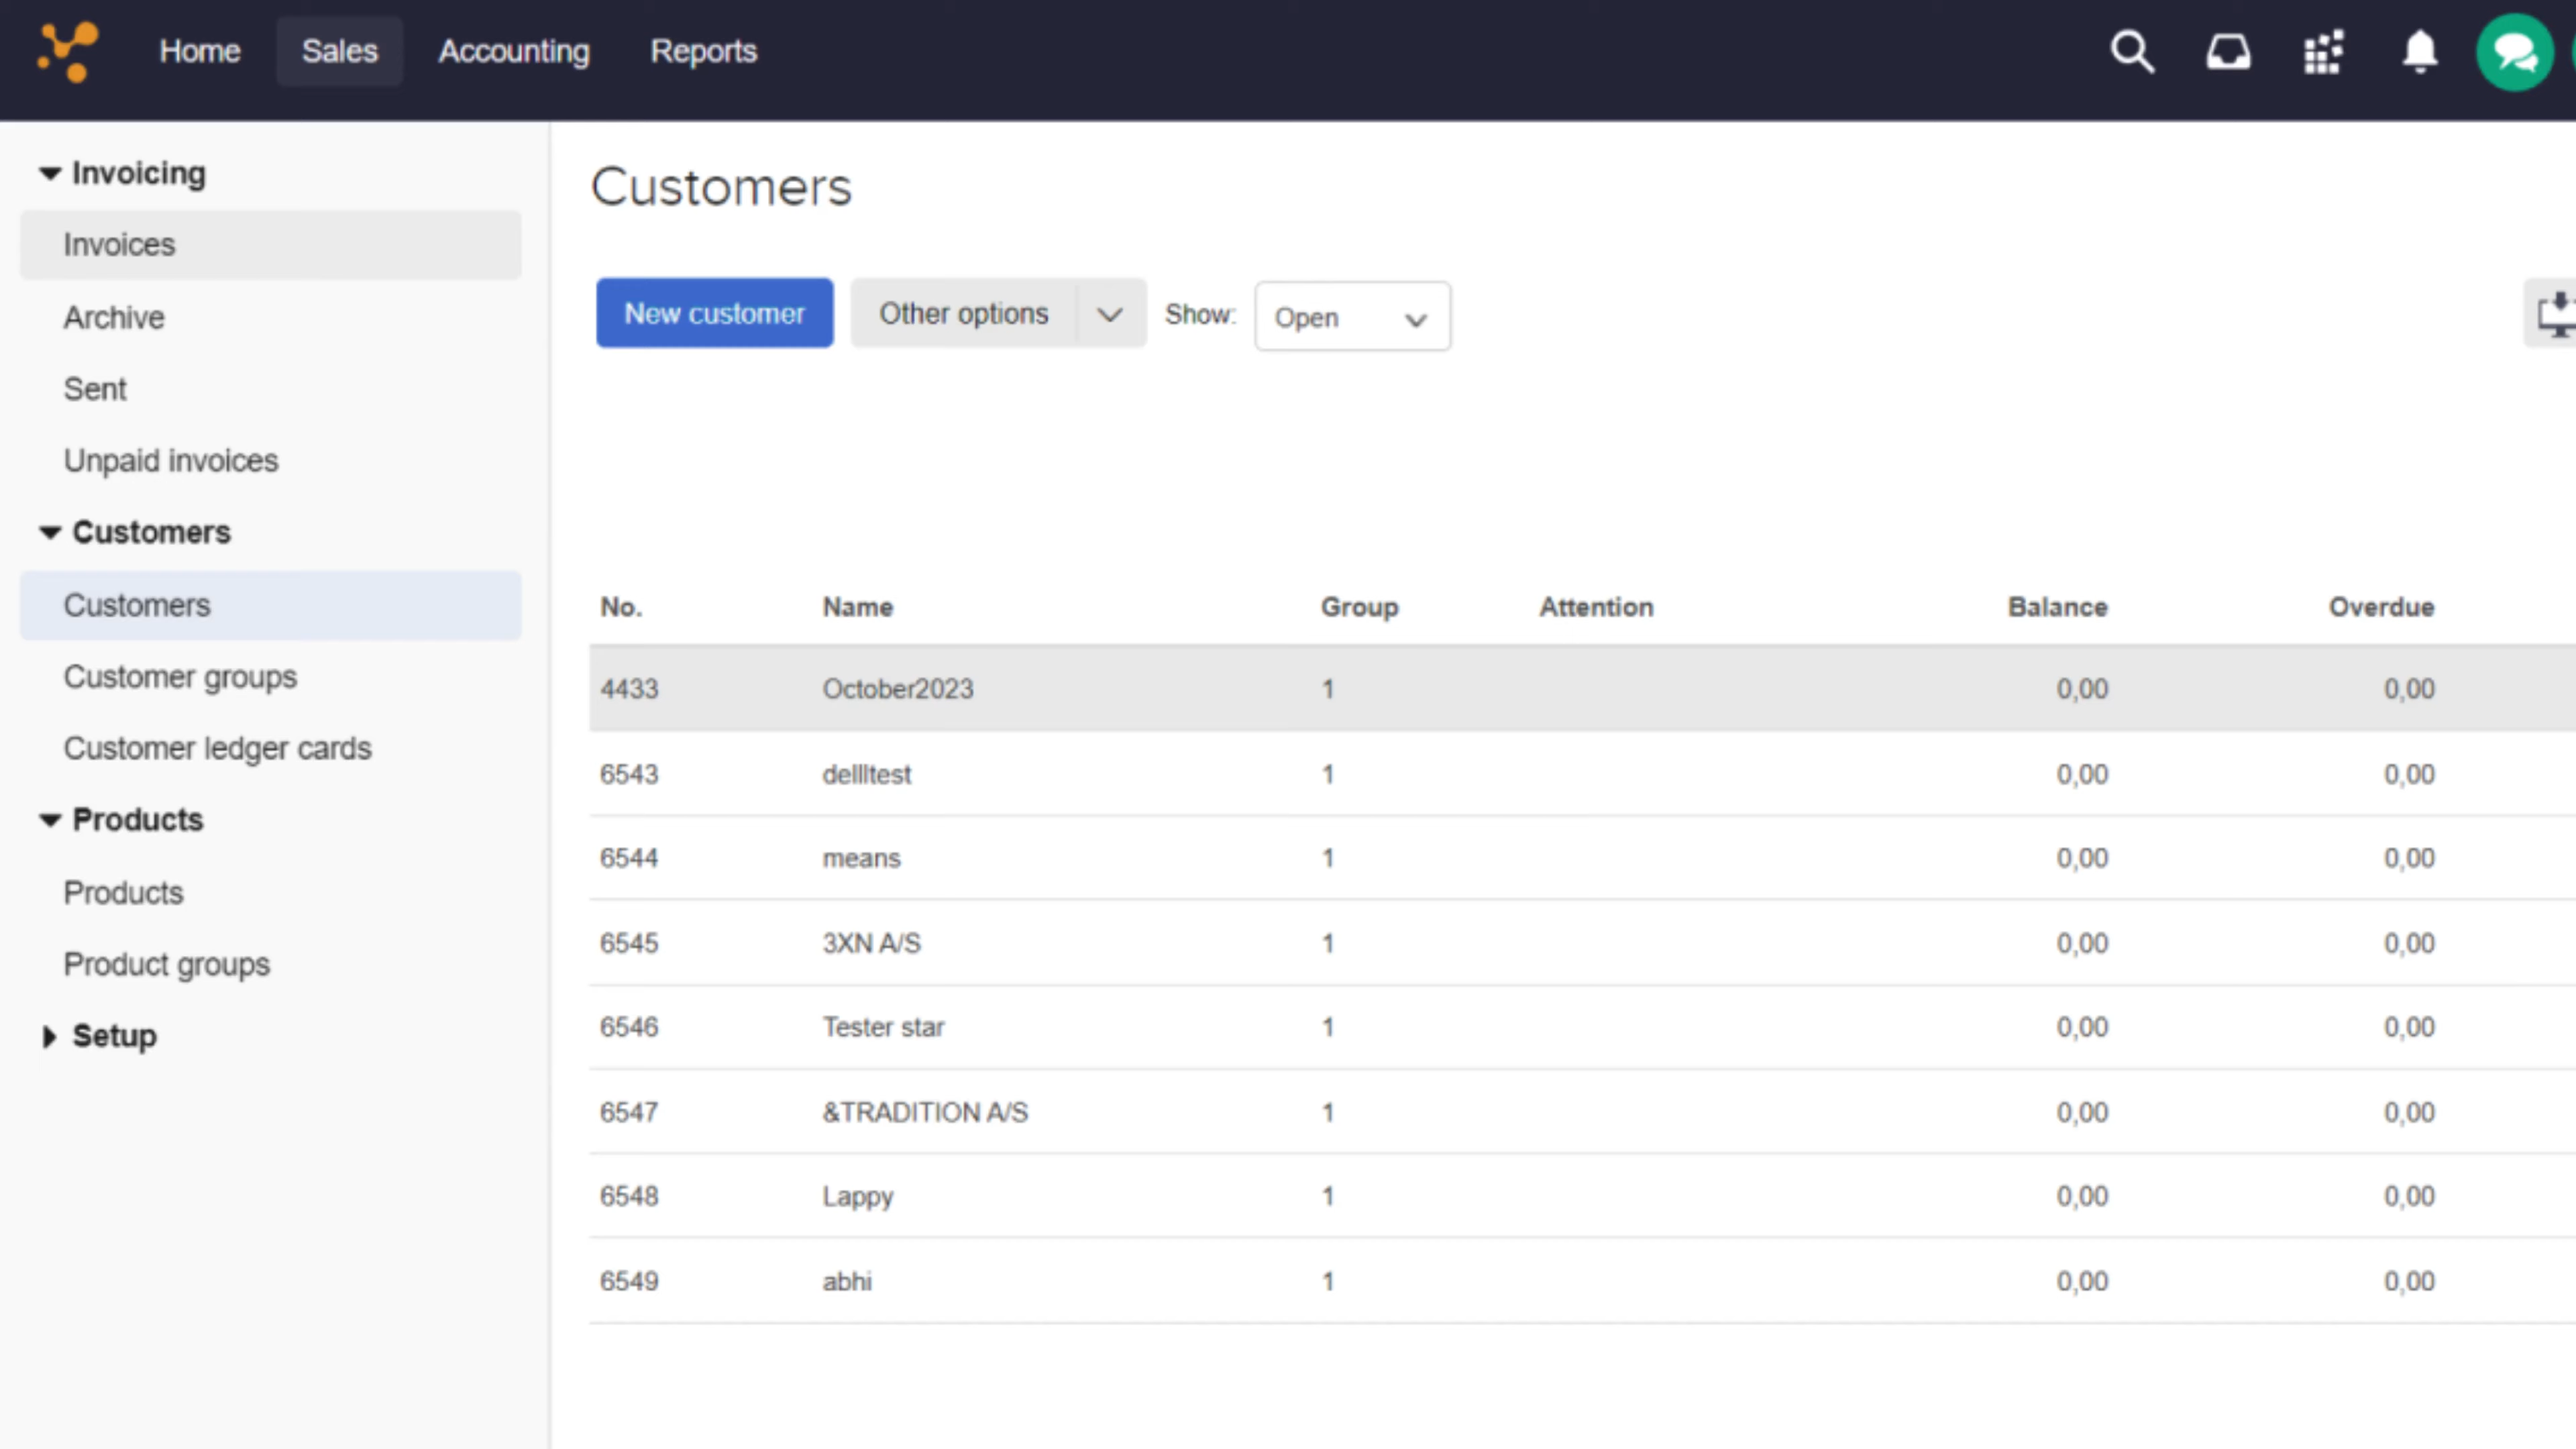 Home Sales Accounting Reports
Invoicing
Invoices
Archive
Sent
Unpaid invoices
Customers
Customers
Customer groups
Customer ledger cards
Products
Products
Product groups
Setup
Customers
New customer Other options Show: Open
No. Name Group Attention Balance Overdue
4433 October2023 1 0,00 0,00
6543 dellltest 1 0,00 0,00
6544 means 1 0,00 0,00
6545 3XN A/S 1 0,00 0,00
6546 Tester star 1 0,00 0,00
6547 &TRADITION A/S 1 0,00 0,00
6548 Lappy 1 0,00 0,00
6549 abhi 1 0,00 0,00